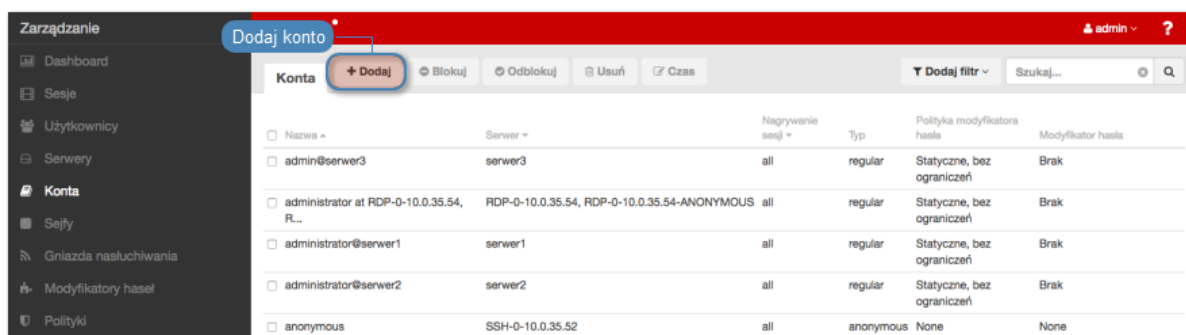 Zarządzanie
Dodaj konto
admin
?
Dashboard
Sesje
Użytkownicy
Serwery
Konta
Sejfy
Gniazda nasłuchiwania
Modyfikatory haseł
Polityki
Konta
+ Dodaj
Blokuj
Odblokuj
Usuń
Czas
Dodaj filtr
Szukaj...
Nazwa
Serwer
Nagrywanie sesji
Typ
Polityka modyfikatora hasła
Modyfikator hasła
admin@serwer3 serwer3 all regular Statyczne, bez ograniczeń Brak
administrator at RDP-0-10.0.35.54, R... RDP-0-10.0.35.54, RDP-0-10.0.35.54-ANONYMOUS all regular Statyczne, bez ograniczeń Brak
administrator@serwer1 serwer1 all regular Statyczne, bez ograniczeń Brak
administrator@serwer2 serwer2 all regular Statyczne, bez ograniczeń Brak
anonymous SSH-0-10.0.35.52 all anonymous None None